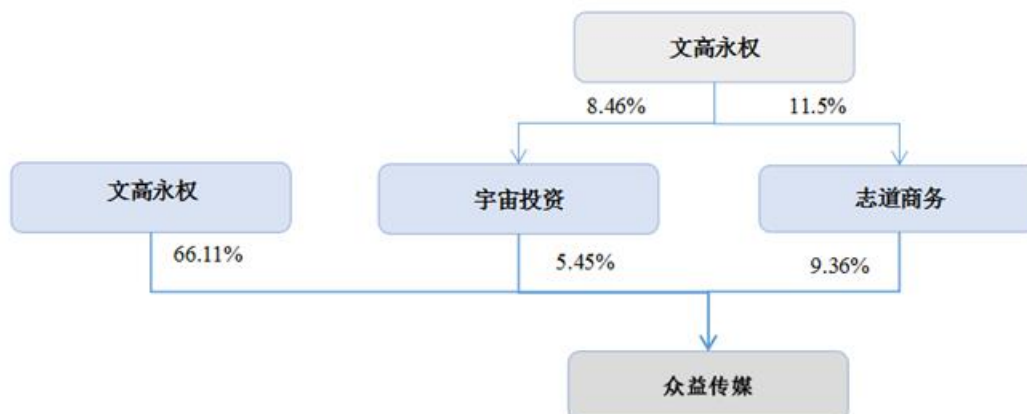 文高永权
8.46%
11.5%
文高永权
宇宙投资
志道商务
66.11%
5.45%
9.36%
众益传媒